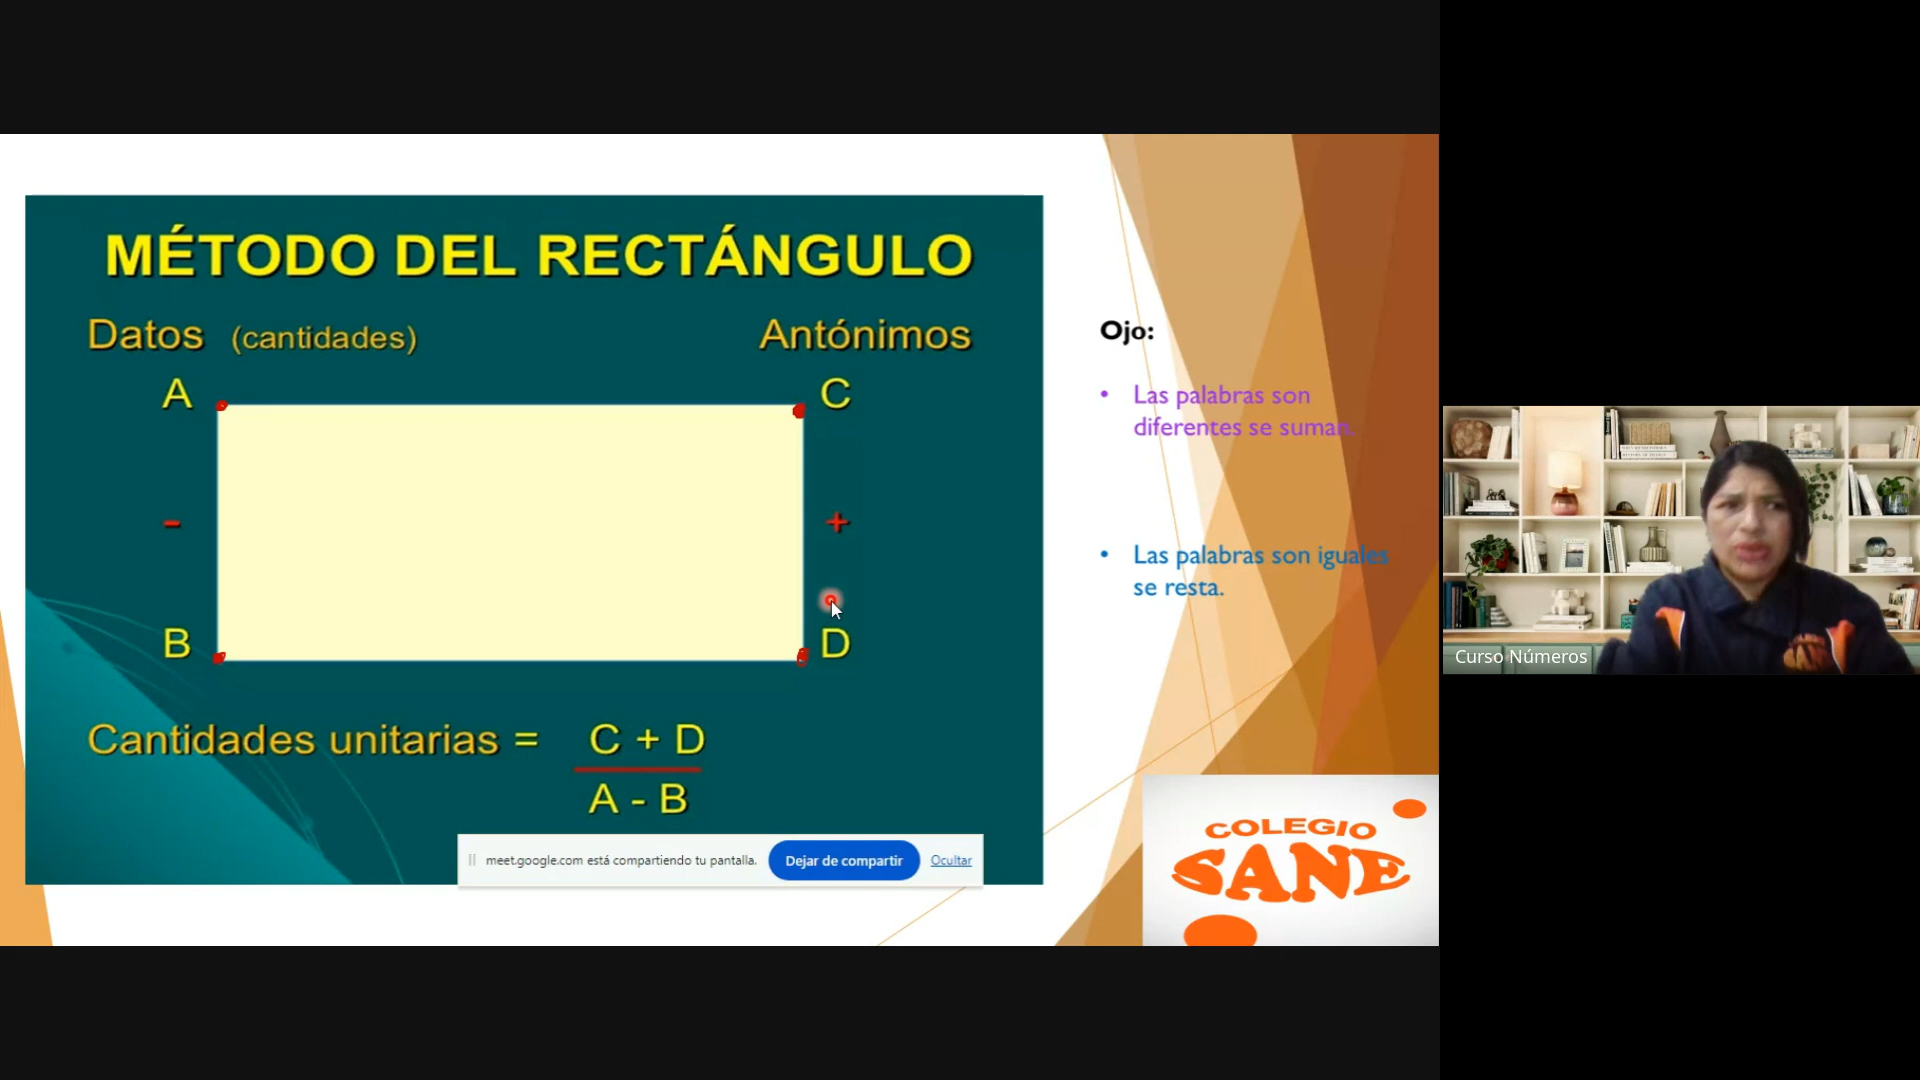 MÉTODO DEL RECTÁNGULO
Datos (cantidades) Antónimos
A C
- +
B D
Cantidades unitarias = C + D
A - B
Ojo:
• Las palabras son
diferentes se suman.
• Las palabras son iguales
se resta.
meet.google.com está compartiendo tu pantalla. Dejar de compartir Ocultar
COLEGIO
SANE
Curso Números